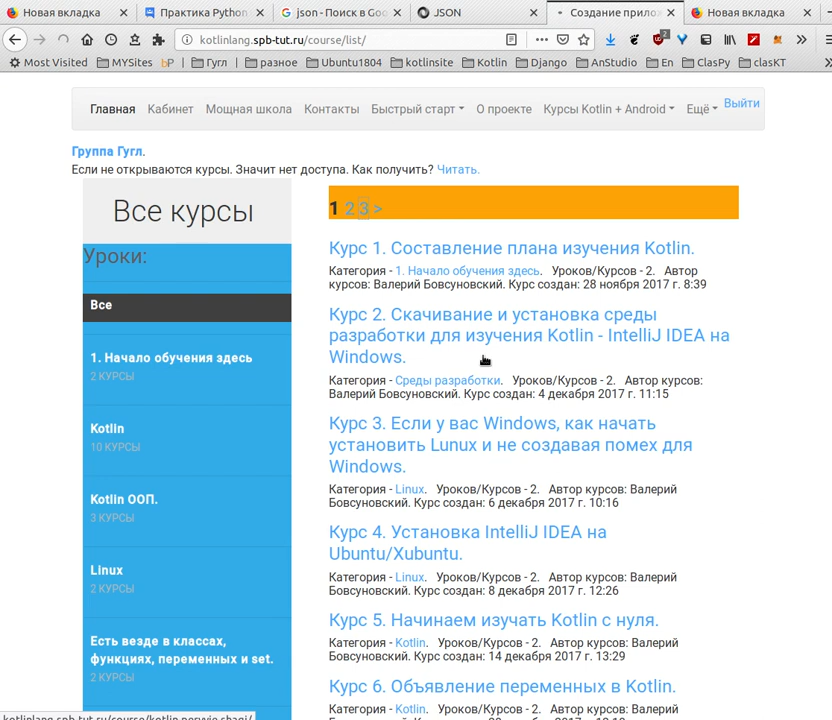 Новая вкладка
Практика Python
json - Поиск в Goo
JSON
Создание прило
Новая вкладка
kotlinlang.spb-tut.ru/course/list/
2
Most Visited
MYSites
Гугл
разное
Ubuntu1804
kotlinsite
Kotlin
Django
AnStudio
En
ClasPy
clasKT
Главная Кабинет Мощная школа Контакты Быстрый старт О проекте Курсы Kotlin + Android Ещё Выйти
Группа Гугл.
Если не открываются курсы. Значит нет доступа. Как получить? Читать.
Все курсы
Уроки:
Все
1. Начало обучения здесь
2 КУРСЫ
Kotlin
10 КУРСЫ
Kotlin ООП.
3 КУРСЫ
Linux
2 КУРСЫ
Есть везде в классах,
функциях, переменных и set.
2 КУРСЫ
1 2 3 >
Курс 1. Составление плана изучения Kotlin.
Категория - 1. Начало обучения здесь. Уроков/Курсов - 2. Автор
курсов: Валерий Бовсуновский. Курс создан: 28 ноября 2017 г. 8:39
Курс 2. Скачивание и установка среды
разработки для изучения Kotlin - IntelliJ IDEA на
Windows.
Категория - Среды разработки. Уроков/Курсов - 2. Автор курсов:
Валерий Бовсуновский. Курс создан: 4 декабря 2017 г. 11:15
Курс 3. Если у вас Windows, как начать
установить Lunux и не создавая помех для
Windows.
Категория - Linux. Уроков/Курсов - 2. Автор курсов: Валерий
Бовсуновский. Курс создан: 6 декабря 2017 г. 10:16
Курс 4. Установка IntelliJ IDEA на
Ubuntu/Xubuntu.
Категория - Linux. Уроков/Курсов - 2. Автор курсов: Валерий
Бовсуновский. Курс создан: 8 декабря 2017 г. 12:26
Курс 5. Начинаем изучать Kotlin с нуля.
Категория - Kotlin. Уроков/Курсов - 2. Автор курсов: Валерий
Бовсуновский. Курс создан: 14 декабря 2017 г. 13:29
Курс 6. Объявление переменных в Kotlin.
Категория - Kotlin. Уроков/Курсов - 2. Автор курсов: Валерий